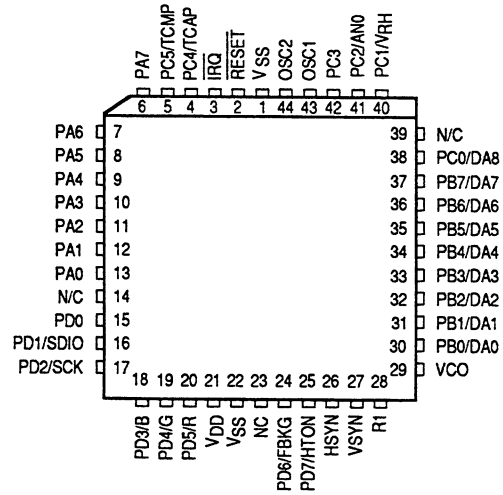 PA7
PC5/TCMP
PC4/TCAP
IRQ
RESET
VSS
OSC2
OSC1
PC3
PC2/AN0
PC1/VRH
6 5 4 3 2 1 44 43 42 41 40
PA6 7
PA5 8
PA4 9
PA3 10
PA2 11
PA1 12
PA0 13
N/C 14
PD0 15
PD1/SDIO 16
PD2/SCK 17
39 N/C
38 PC0/DA8
37 PB7/DA7
36 PB6/DA6
35 PB5/DA5
34 PB4/DA4
33 PB3/DA3
32 PB2/DA2
31 PB1/DA1
30 PB0/DA0
29 VCO
18 19 20 21 22 23 24 25 26 27 28
PD3/B
PD4/G
PD5/R
VDD
VSS
NC
PD6/FBKG
PD7/HTON
HSYN
VSYN
R1